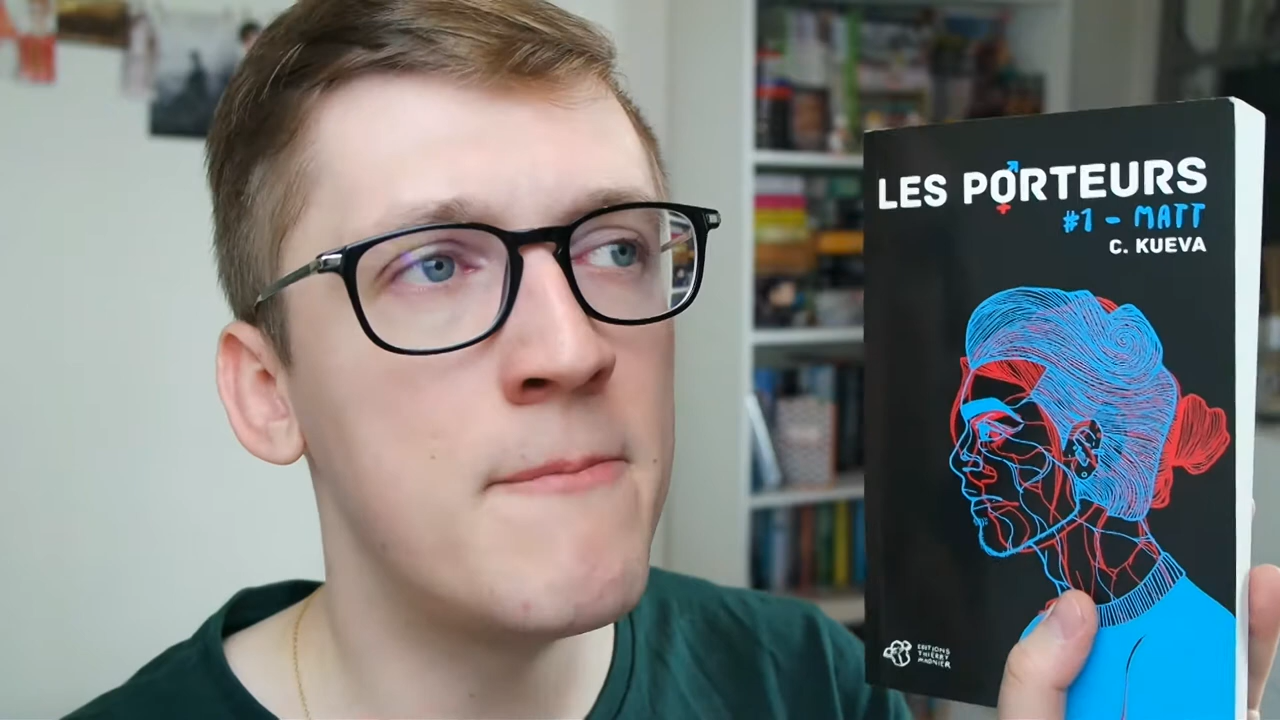 LES PORTEURS
#1 - MATT
C. KUEVA
EDITIONS
THIERRY
MAGNIER